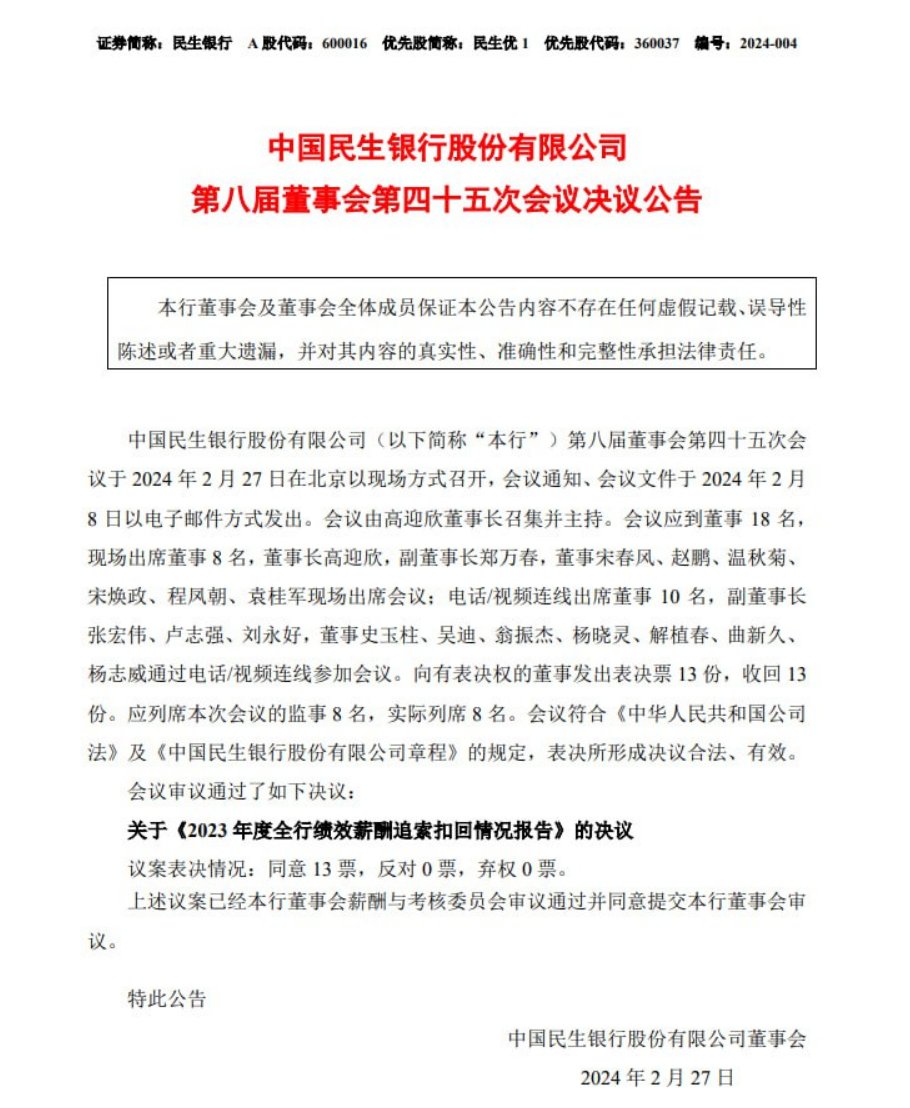 证券简称：民生银行 A 股代码：600016 优先股简称：民生优 1 优先股代码：360037 编号：2024-004
中国民生银行股份有限公司
第八届董事会第四十五次会议决议公告
本行董事会及董事会全体成员保证本公告内容不存在任何虚假记载、误导性
陈述或者重大遗漏，并对其内容的真实性、准确性和完整性承担法律责任。
中国民生银行股份有限公司（以下简称“本行”）第八届董事会第四十五次会
议于 2024 年 2 月 27 日在北京以现场方式召开，会议通知、会议文件于 2024 年 2 月
8 日以电子邮件方式发出。会议由高迎欣董事长召集并主持。会议应到董事 18 名，
现场出席董事 8 名，董事长高迎欣，副董事长郑万春，董事宋春风、赵鹏、温秋菊、
宋焕政、程凤朝、袁桂军现场出席会议；电话/视频连线出席董事 10 名，副董事长
张宏伟、卢志强、刘永好，董事史玉柱、吴迪、翁振杰、杨晓灵、解植春、曲新久、
杨志威通过电话/视频连线参加会议。向有表决权的董事发出表决票 13 份，收回 13
份。应列席本次会议的监事 8 名，实际列席 8 名。会议符合《中华人民共和国公司
法》及《中国民生银行股份有限公司章程》的规定，表决所形成决议合法、有效。
会议审议通过了如下决议：
关于《2023 年度全行绩效薪酬追索扣回情况报告》的决议
议案表决情况：同意 13 票，反对 0 票，弃权 0 票。
上述议案已经本行董事会薪酬与考核委员会审议通过并同意提交本行董事会审
议。
特此公告
中国民生银行股份有限公司董事会
2024 年 2 月 27 日